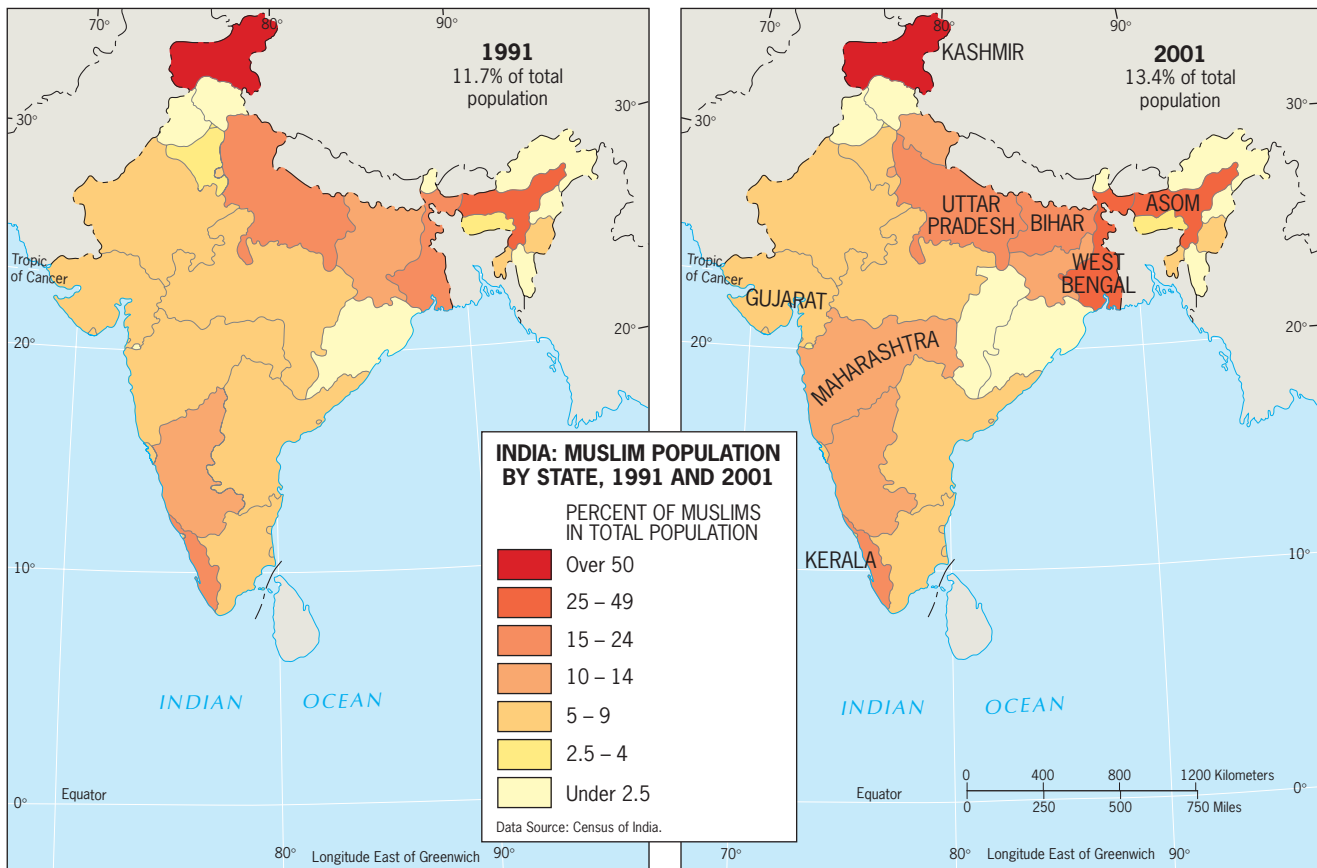 70°
80°
90°
1991
11.7% of total
population
30°
30°
Tropic
of Cancer
20°
20°
10°
INDIAN OCEAN
0°
Equator
80°
Longitude East of Greenwich
INDIA: MUSLIM POPULATION
BY STATE, 1991 AND 2001
PERCENT OF MUSLIMS
IN TOTAL POPULATION
Over 50
25 – 49
15 – 24
10 – 14
5 – 9
2.5 – 4
Under 2.5
Data Source: Census of India.
70°
80°
90°
KASHMIR
2001
13.4% of total
population
30°
30°
UTTAR
PRADESH
BIHAR
ASOM
WEST
BENGAL
Tropic
of Cancer
GUJARAT
20°
20°
MAHARASHTRA
KERALA
10°
INDIAN OCEAN
0 400 800 1200 Kilometers
0 250 500 750 Miles
Equator
0°
70°
80°
Longitude East of Greenwich
90°